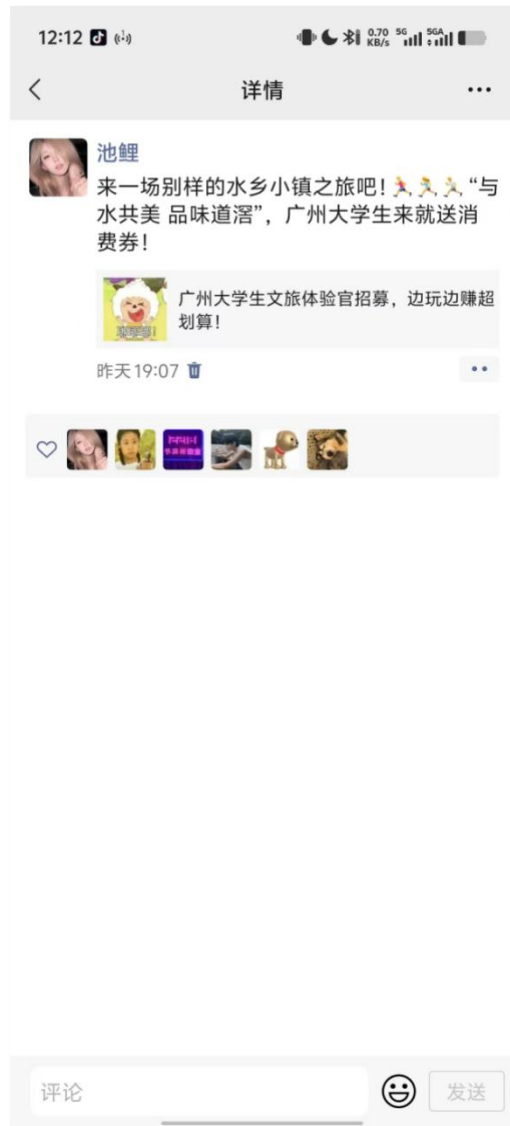 12:12
0.70 KB/s 5G 5GA
详情
池鲤
来一场别样的水乡小镇之旅吧！“与
水共美 品味道滘”，广州大学生来就送消
费券！
广州大学生文旅体验官招募，边玩边赚超
划算！
昨天19:07
评论
发送